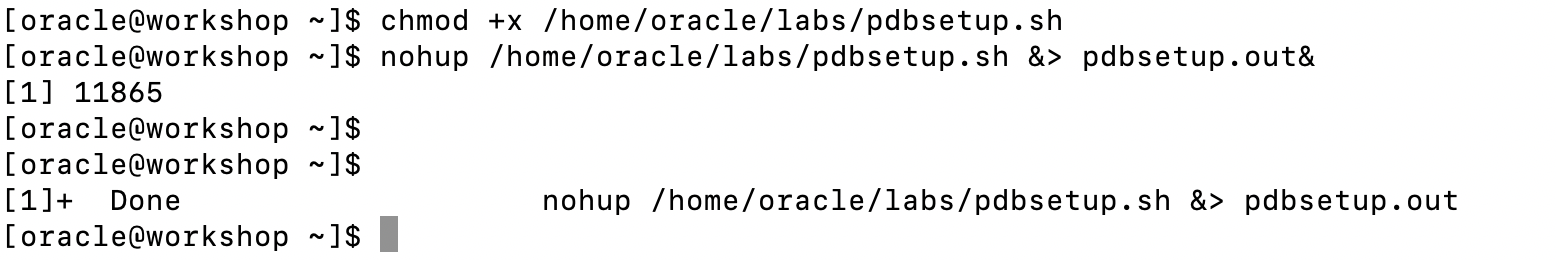 [oracle@workshop ~]$ chmod +x /home/oracle/labs/pdbsetup.sh
[oracle@workshop ~]$ nohup /home/oracle/labs/pdbsetup.sh &> pdbsetup.out&
[1] 11865
[oracle@workshop ~]$
[oracle@workshop ~]$
[1]+  Done                    nohup /home/oracle/labs/pdbsetup.sh &> pdbsetup.out
[oracle@workshop ~]$